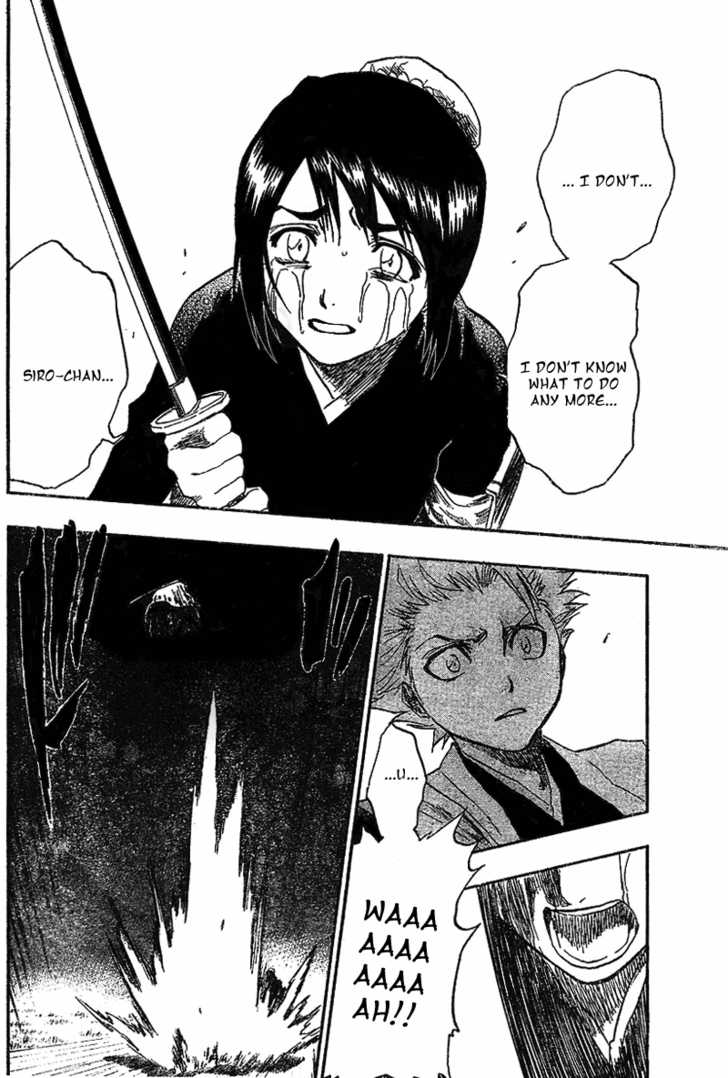 ... I DON'T...
I DON'T KNOW
WHAT TO DO
ANY MORE...
SIRO-CHAN...
...U...
WAAA
AAAA
AAAA
AH!!